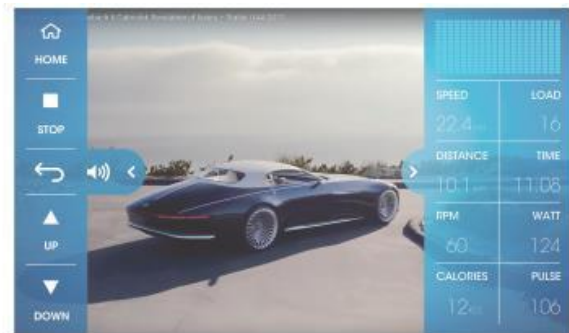 HOME
STOP
UP
DOWN
SPEED LOAD
22.4 16
DISTANCE TIME
10.1 11:08
RPM WATT
60 124
CALORIES PULSE
12 106